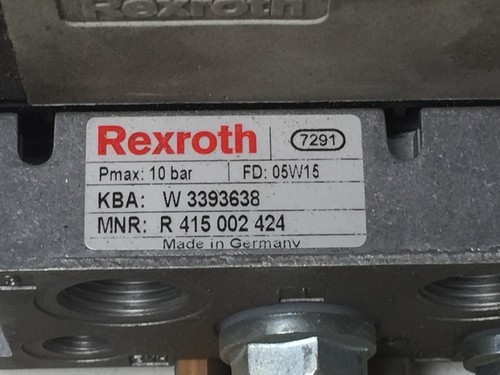 Rexroth
Rexroth 7291
Pmax: 10 bar FD: 05W15
KBA: W 3393638
MNR: R 415 002 424
Made in Germany